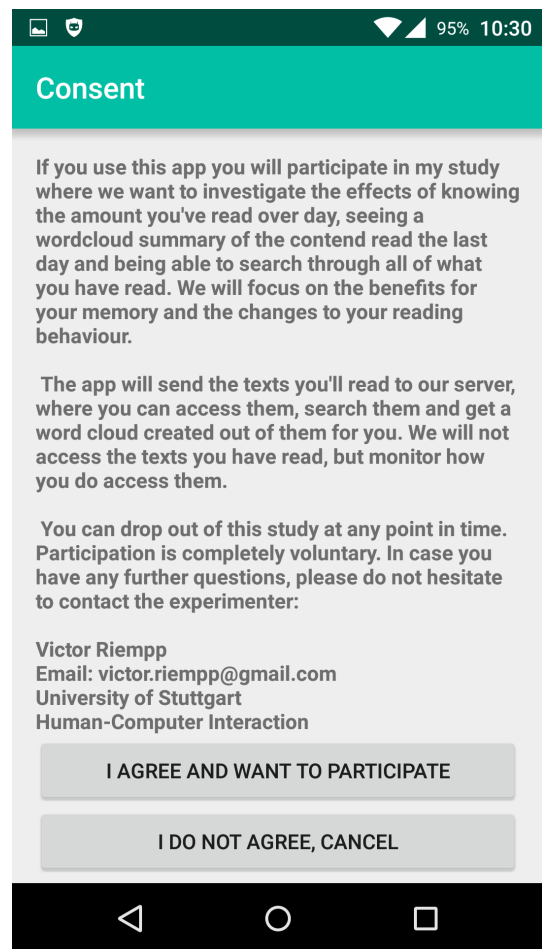 95% 10:30
Consent
If you use this app you will participate in my study
where we want to investigate the effects of knowing
the amount you've read over day, seeing a
wordcloud summary of the contend read the last
day and being able to search through all of what
you have read. We will focus on the benefits for
your memory and the changes to your reading
behaviour.
The app will send the texts you'll read to our server,
where you can access them, search them and get a
word cloud created out of them for you. We will not
access the texts you have read, but monitor how
you do access them.
You can drop out of this study at any point in time.
Participation is completely voluntary. In case you
have any further questions, please do not hesitate
to contact the experimenter:
Victor Riempp
Email: victor.riempp@gmail.com
University of Stuttgart
Human-Computer Interaction
I AGREE AND WANT TO PARTICIPATE
I DO NOT AGREE, CANCEL